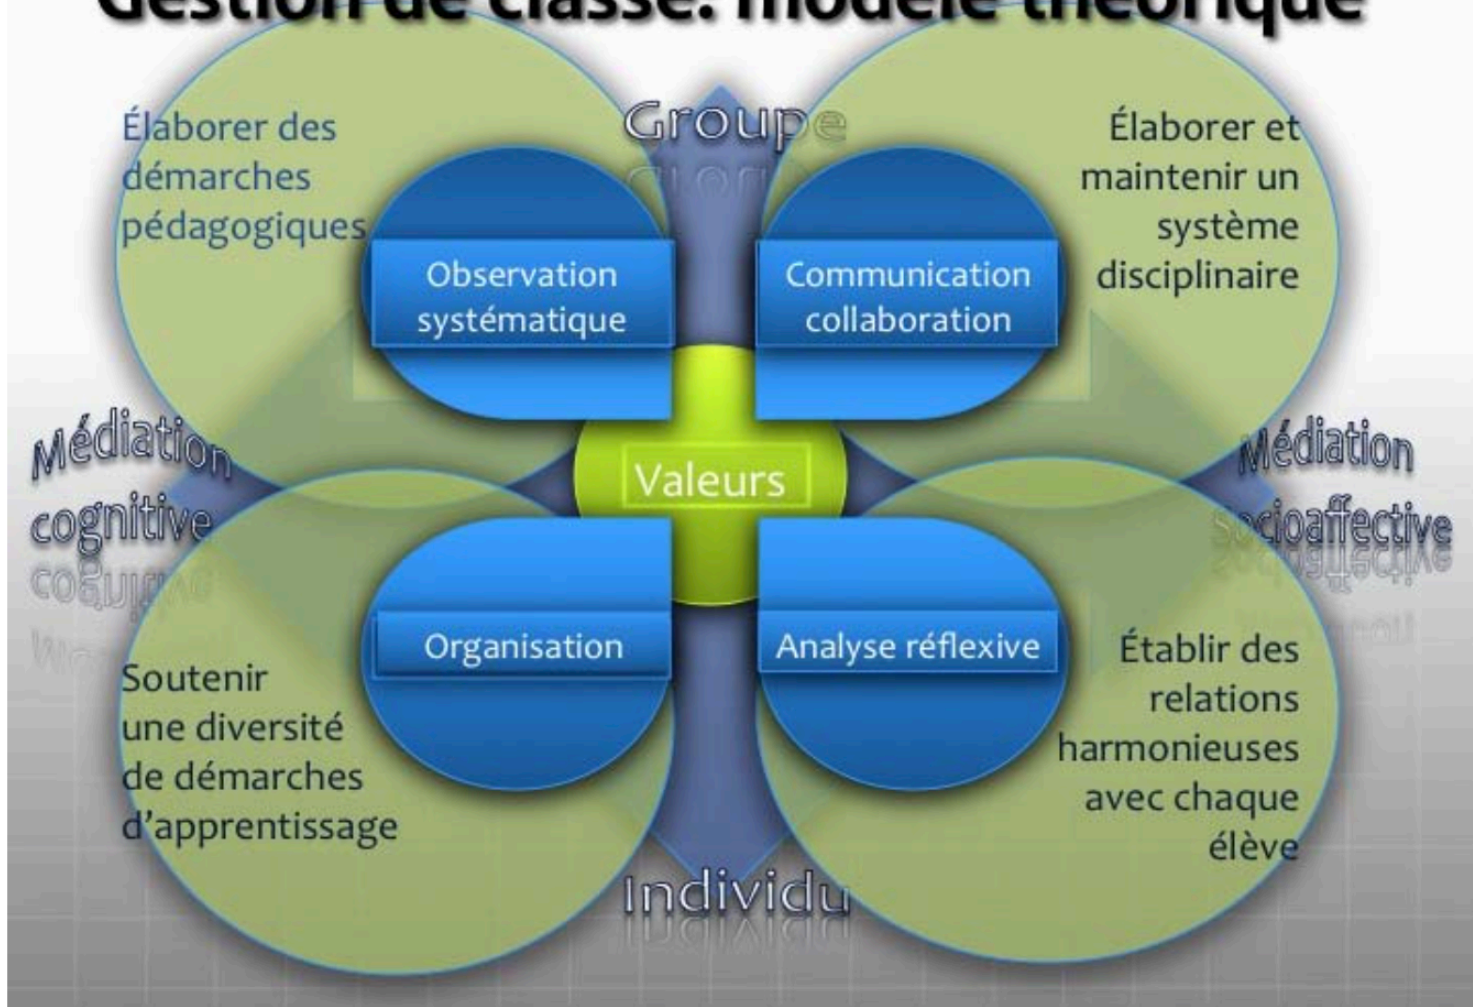 Gestion de classe: modèle théorique
Groupe
Élaborer des
démarches
pédagogiques
Élaborer et
maintenir un
système
disciplinaire
Observation
systématique
Communication
collaboration
Médiation
cognitive
Valeurs
Médiation
Socioaffective
Organisation
Analyse réflexive
Soutenir
une diversité
de démarches
d'apprentissage
Établir des
relations
harmonieuses
avec chaque
élève
Individu